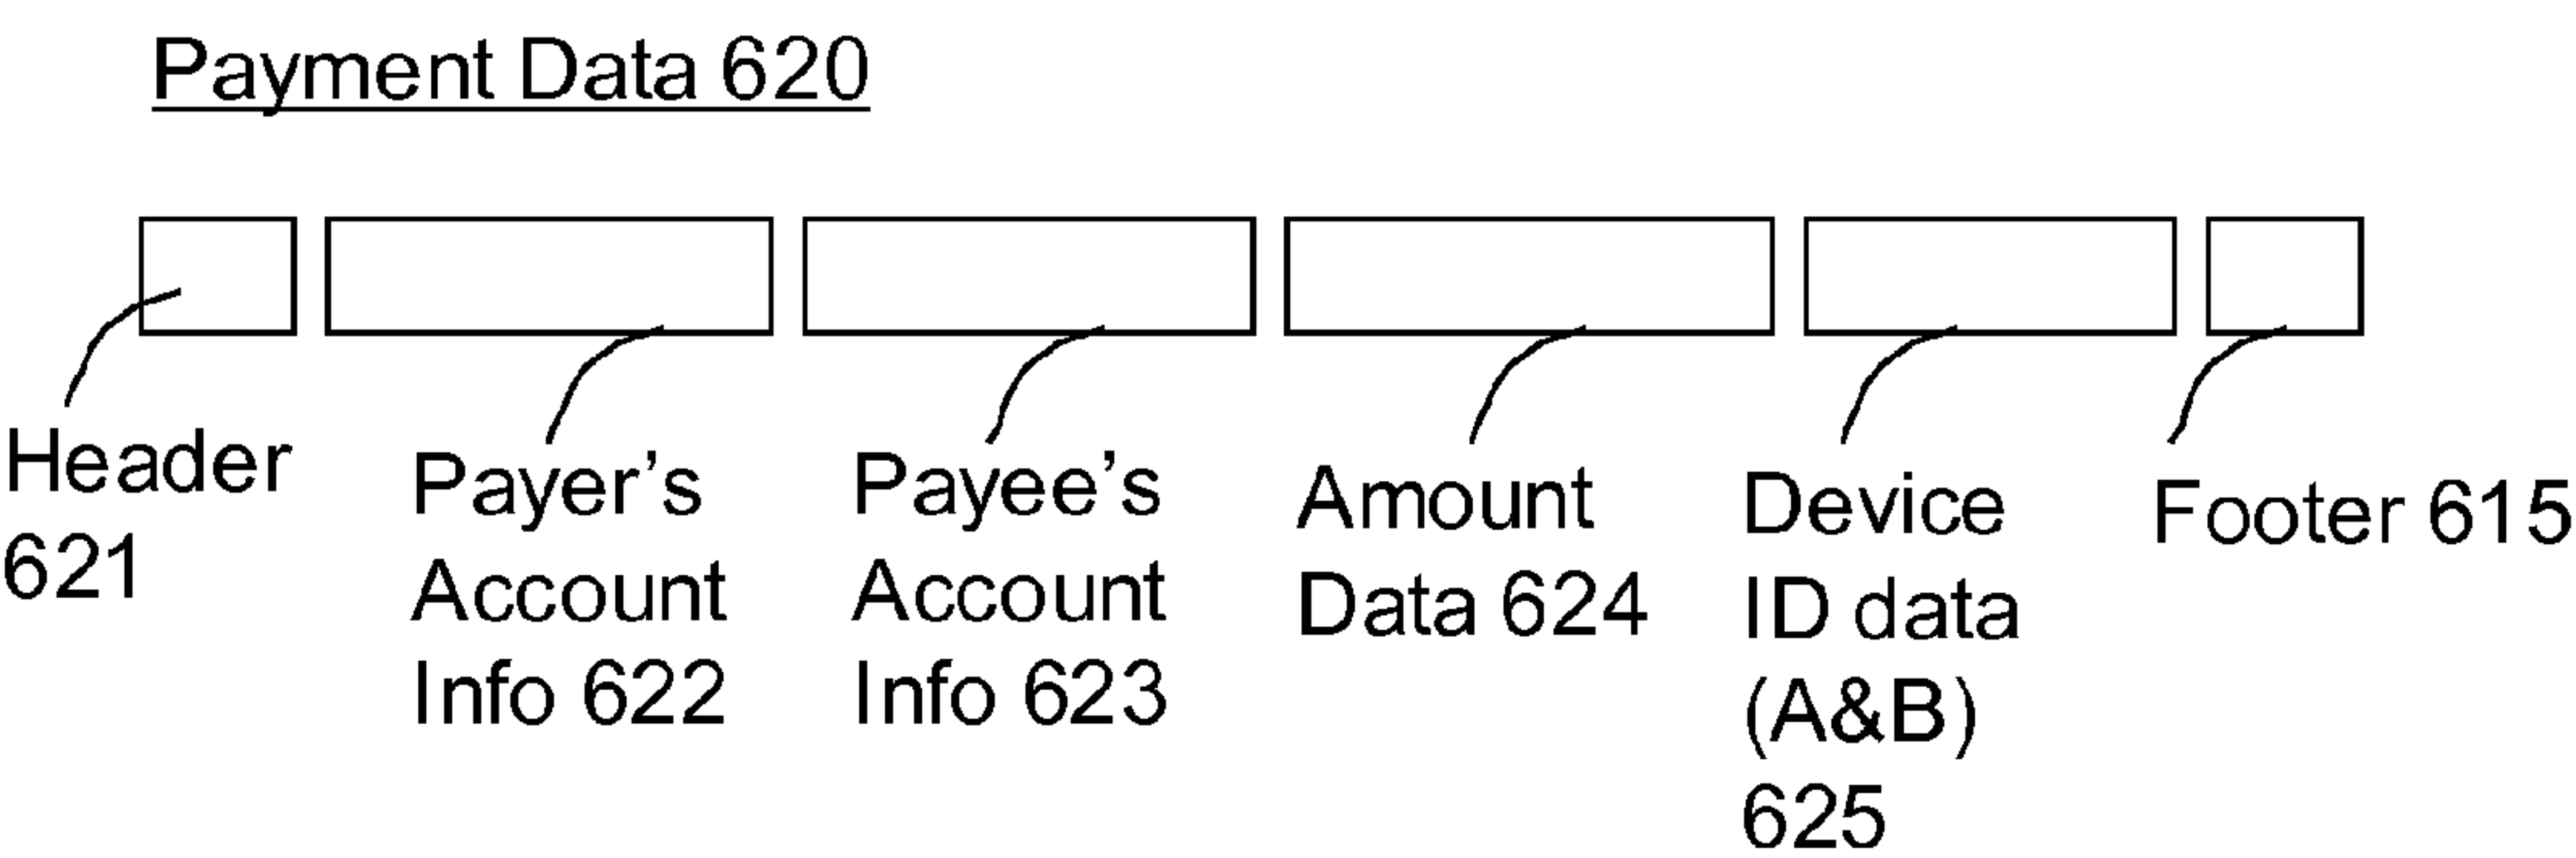 Payment Data 620
Header
621
Payer’s
Account
Info 622
Payee’s
Account
Info 623
Amount
Data 624
Device
ID data
(A&B)
625
Footer 615